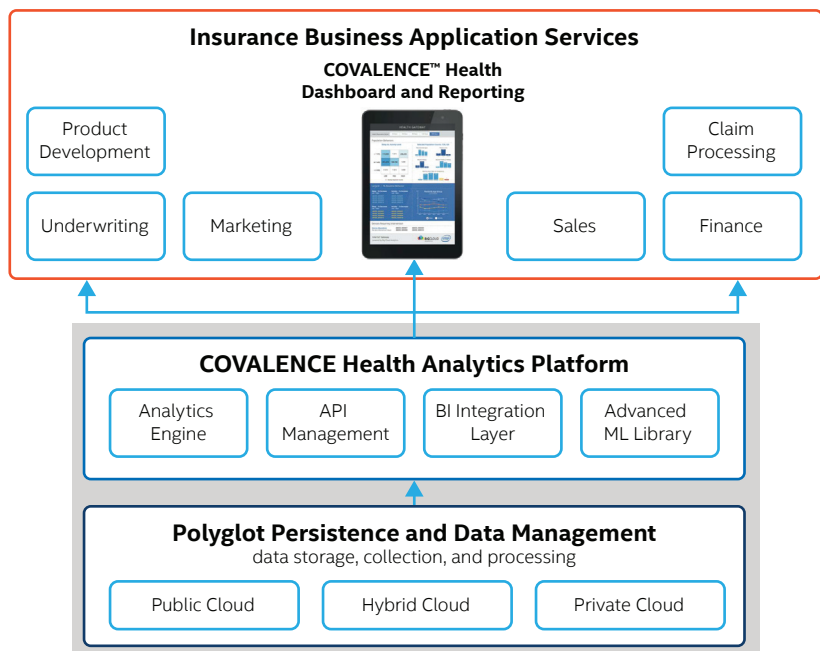 Insurance Business Application Services
COVALENCE™ Health
Dashboard and Reporting
Product
Development
Underwriting
Marketing
Claim
Processing
Sales
Finance
COVALENCE Health Analytics Platform
Analytics
Engine
API
Management
BI Integration
Layer
Advanced
ML Library
Polyglot Persistence and Data Management
data storage, collection, and processing
Public Cloud
Hybrid Cloud
Private Cloud